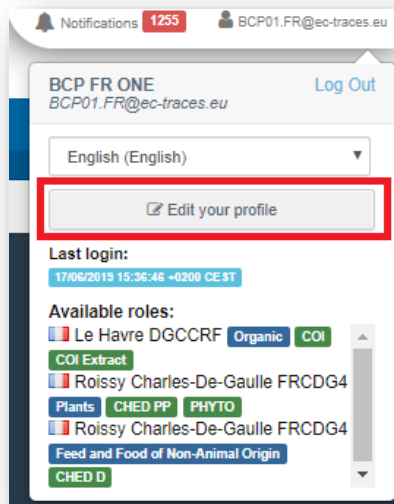 Notifications 1255 BCP01.FR@ec-traces.eu
BCP FR ONE Log Out
BCP01.FR@ec-traces.eu
English (English)
Edit your profile
Last login:
17/06/2019 15:36:46 +0200 CEST
Available roles:
Le Havre DGCCRF Organic COI
COI Extract
Roissy Charles-De-Gaulle FRCDG4
Plants CHED PP PHYTO
Roissy Charles-De-Gaulle FRCDG4
Feed and Food of Non-Animal Origin
CHED D